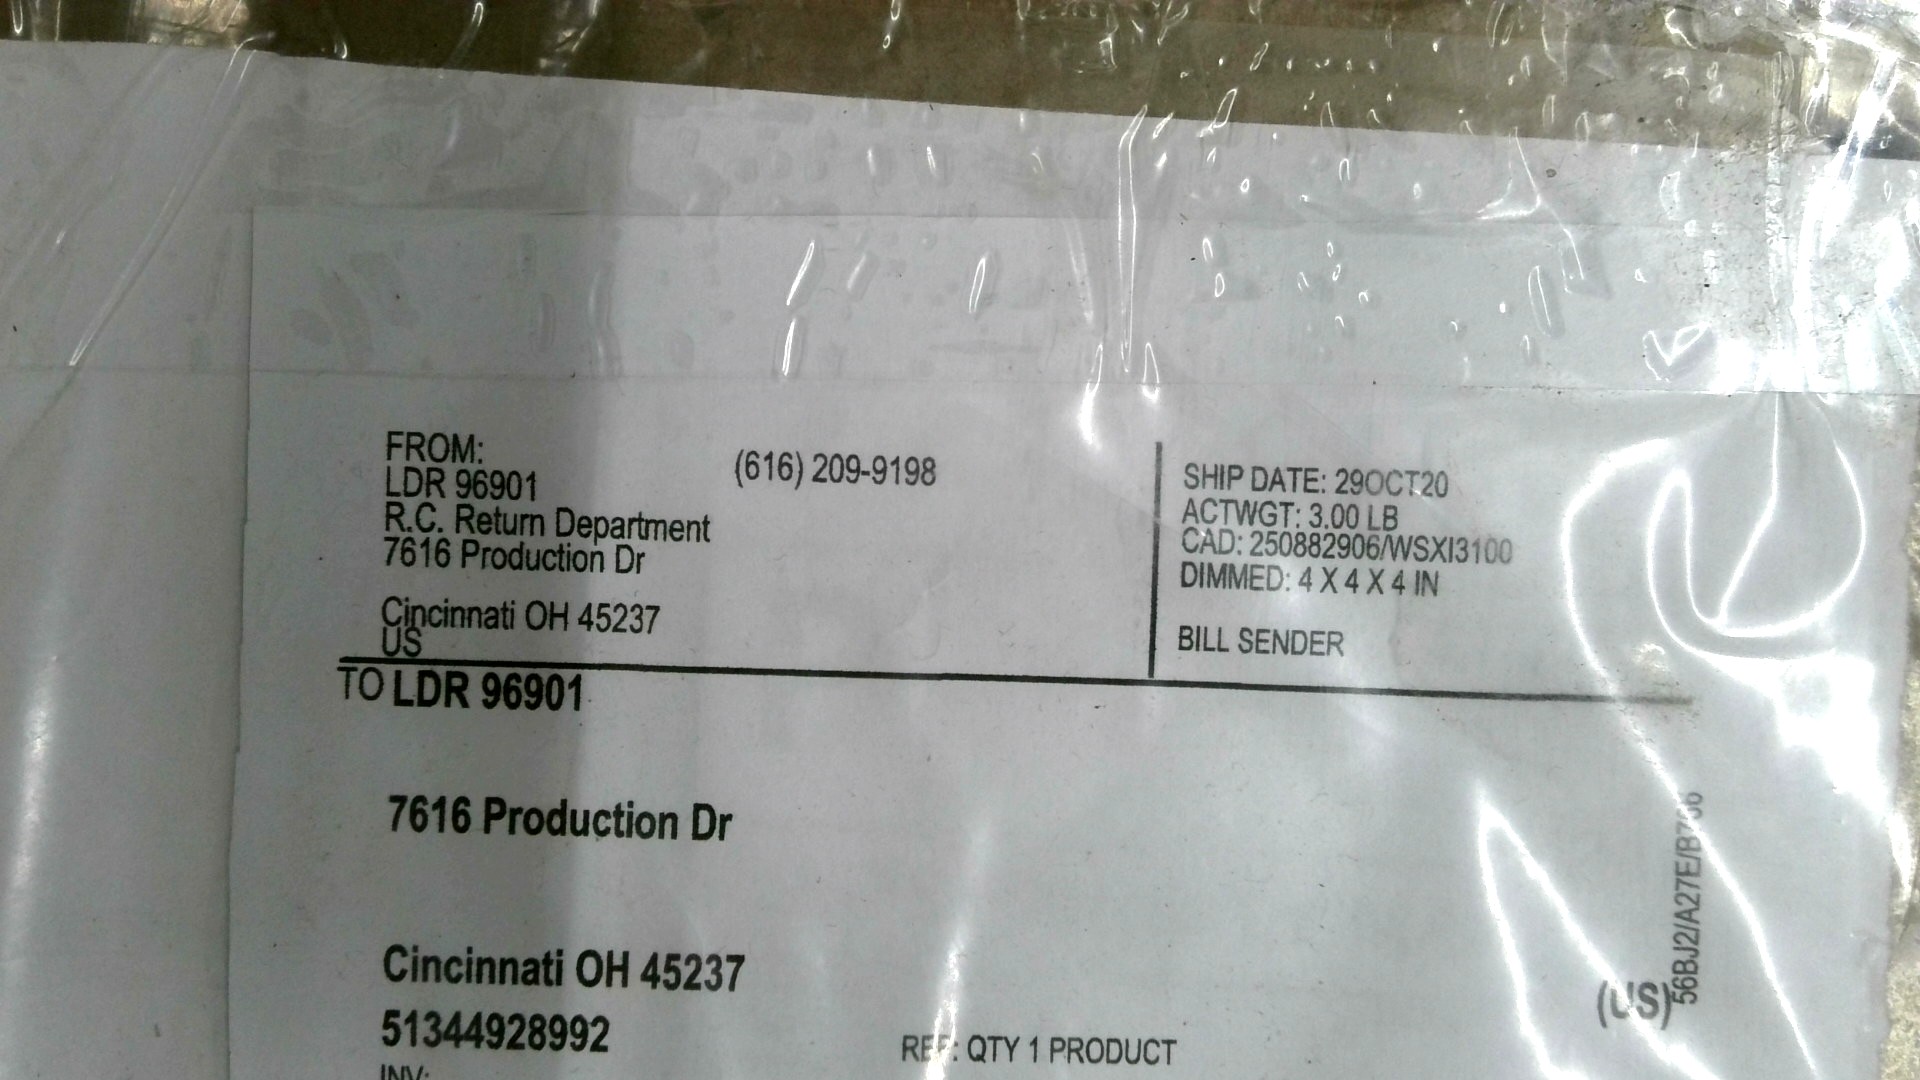 FROM:
LDR 96901
(616) 209-9198
R.C. Return Department
7616 Production Dr
Cincinnati OH 45237
US
SHIP DATE: 29OCT20
ACTWGT: 3.00 LB
CAD: 250882906/WSXI3100
DIMMED: 4 X 4 X 4 IN
BILL SENDER
TO LDR 96901
7616 Production Dr
Cincinnati OH 45237
(US)
51344928992
REF: QTY 1 PRODUCT
INV: